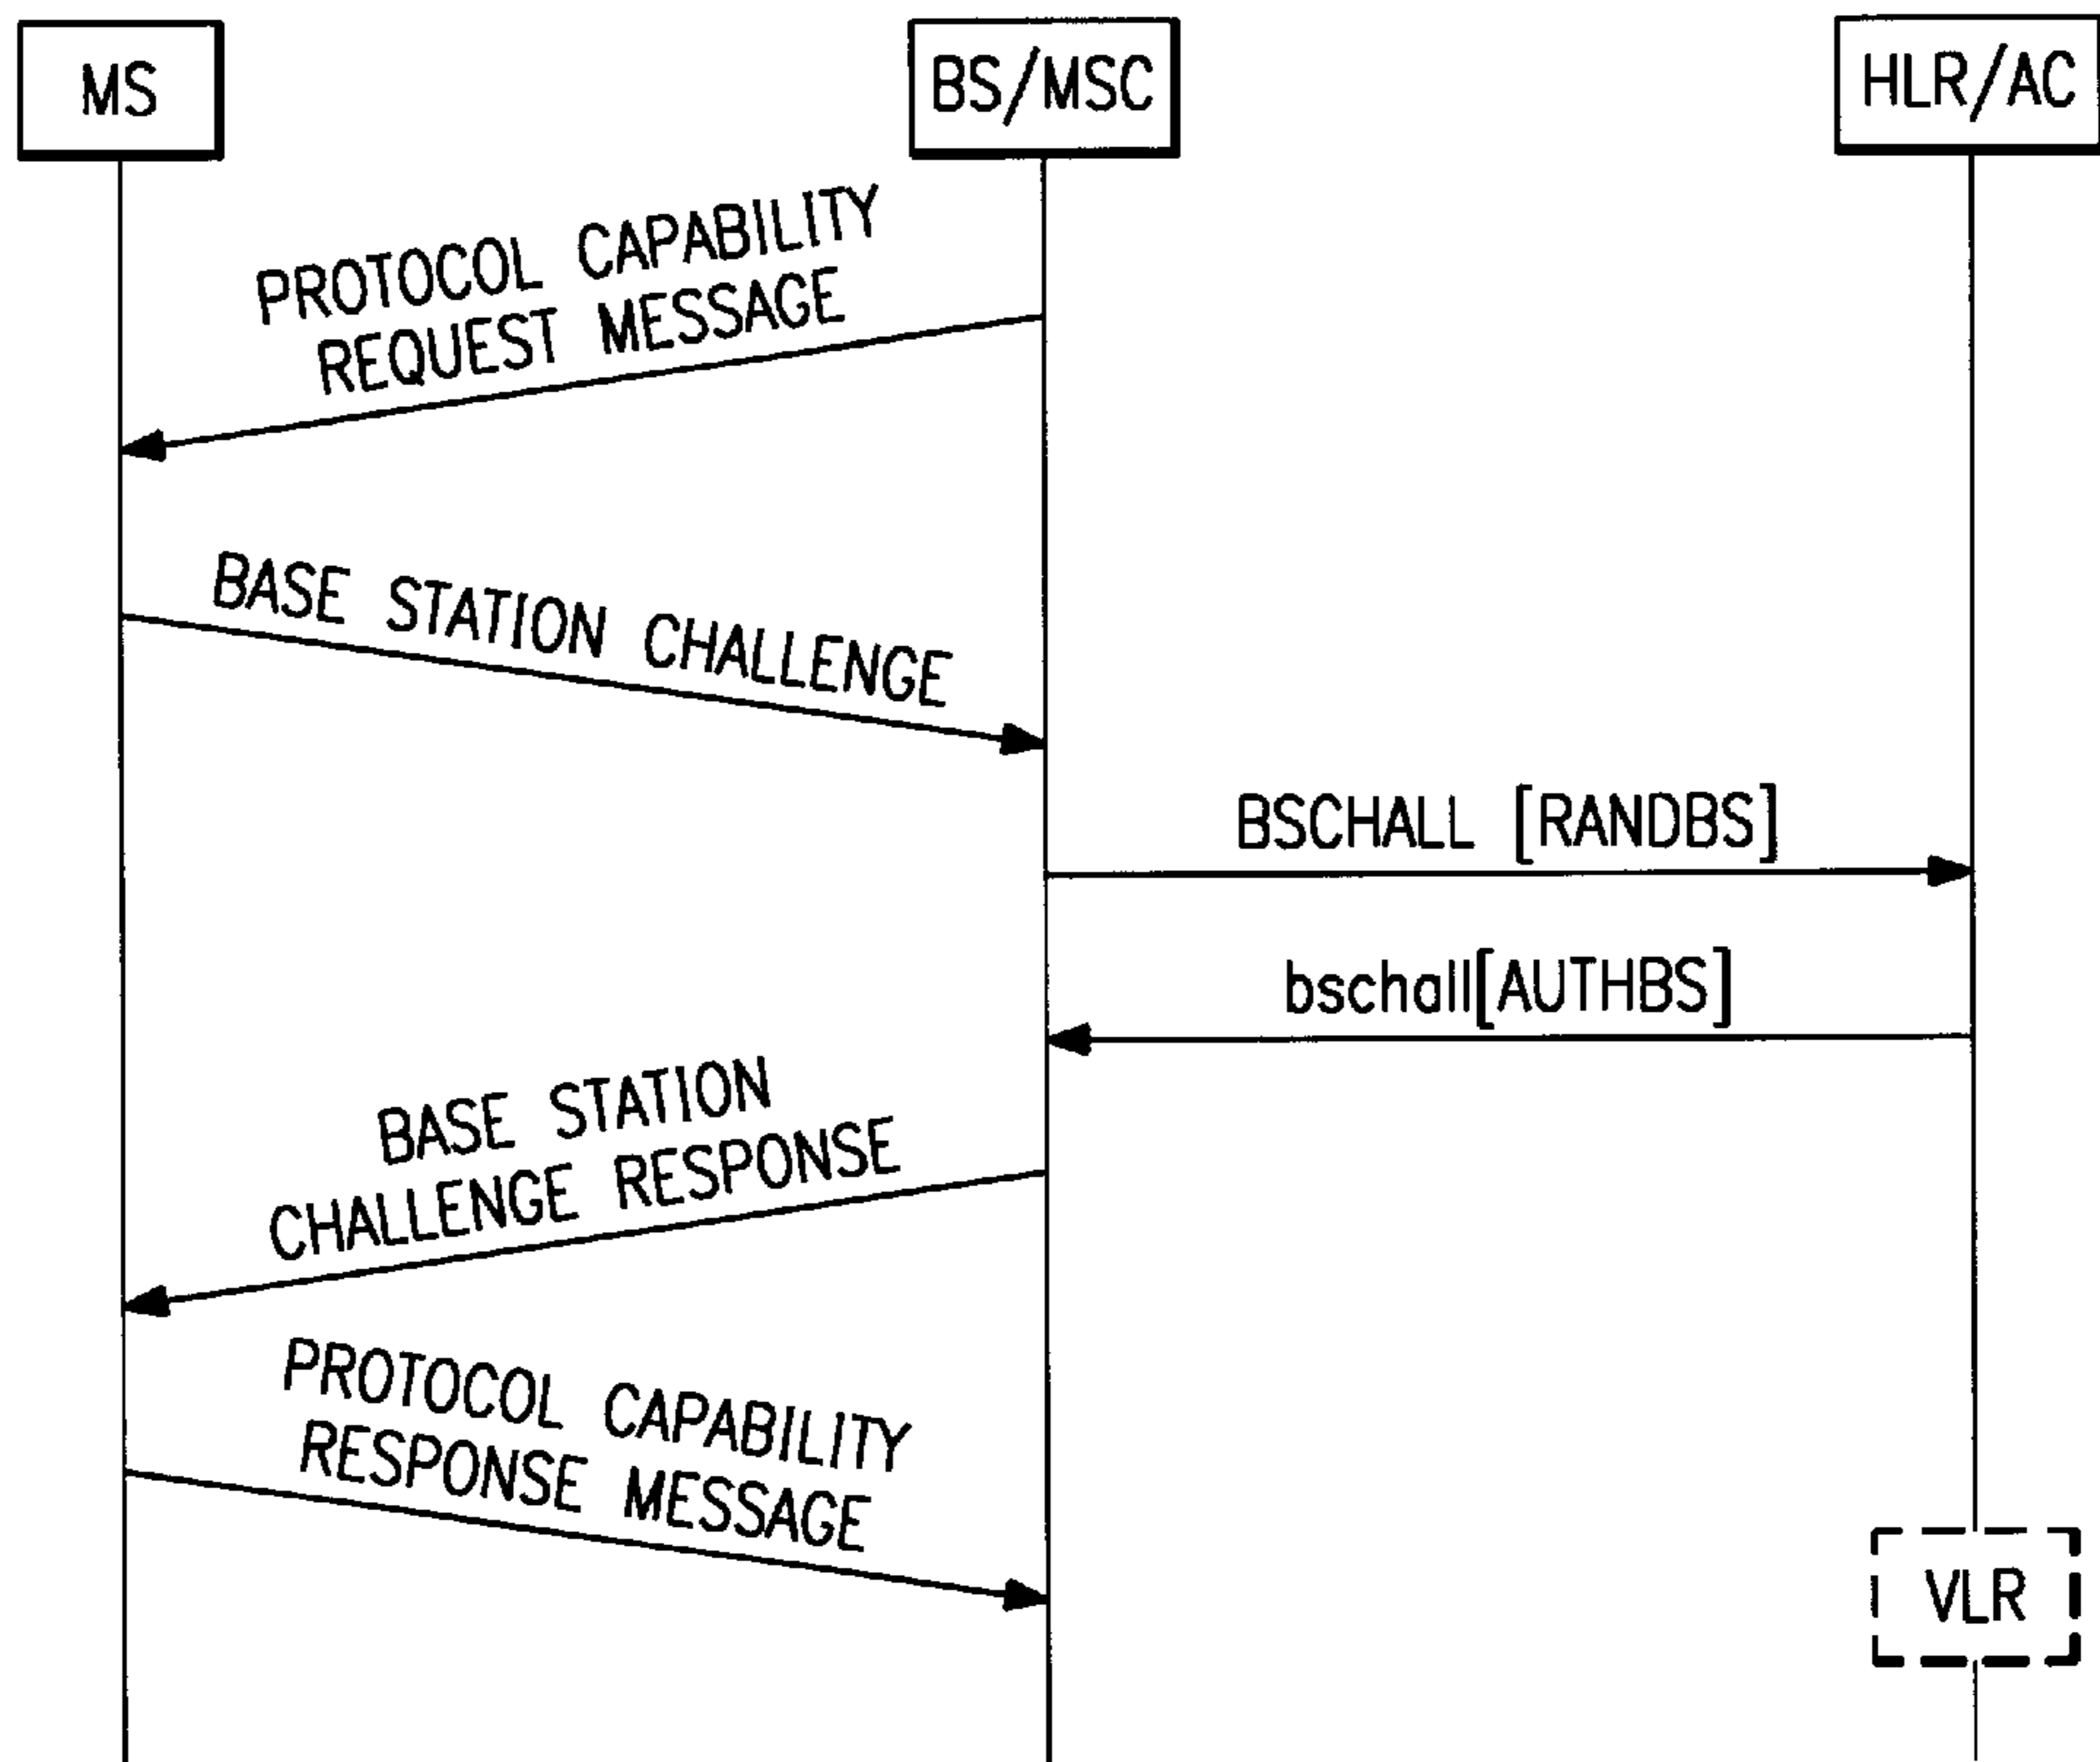 MS
BS/MSC
HLR/AC
PROTOCOL CAPABILITY
REQUEST MESSAGE
BASE STATION CHALLENGE
BSCHALL [RANDBS]
bschall[AUTHBS]
BASE STATION
CHALLENGE RESPONSE
PROTOCOL CAPABILITY
RESPONSE MESSAGE
VLR